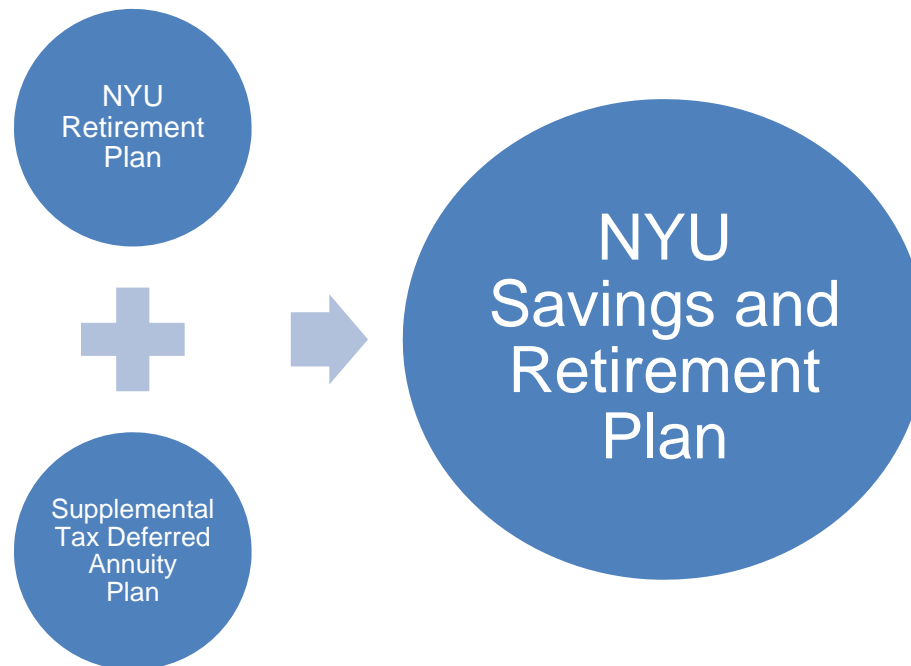 NYU
Retirement
Plan
Supplemental
Tax Deferred
Annuity
Plan
NYU
Savings and
Retirement
Plan